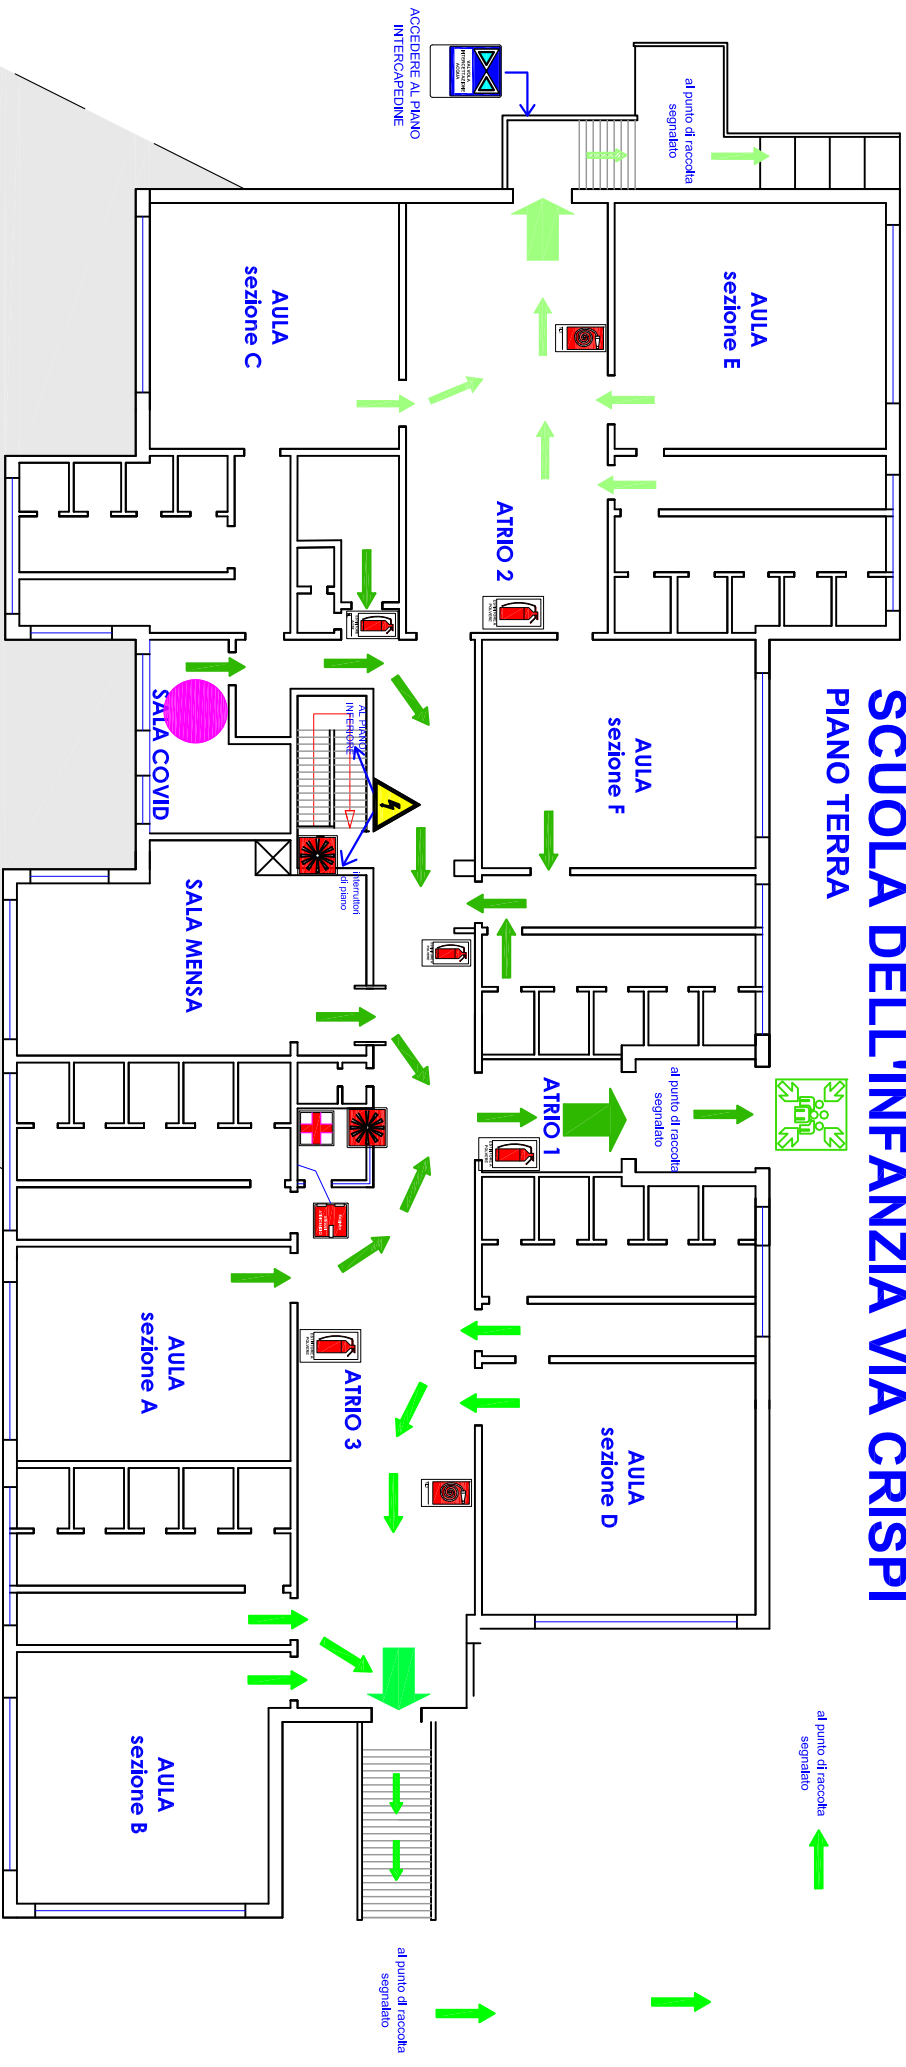 SCUOLA DELL'INFANZIA VIA CRISPI
PIANO TERRA
al punto di raccolta
segnalato
ACCEDERE AL PIANO
INTERCAPEDINE
VALVOLA
INTERCETTAZIONE
ACQUA
AULA
sezione E
AULA
sezione C
ATRIO 2
AULA
sezione F
SALA COVID
AL PIANO
INFERIORE
interruttori
di piano
SALA MENSA
ATRIO 1
al punto di raccolta
segnalato
AULA
sezione A
ATRIO 3
AULA
sezione D
AULA
sezione B
al punto di raccolta
segnalato
al punto di raccolta
segnalato